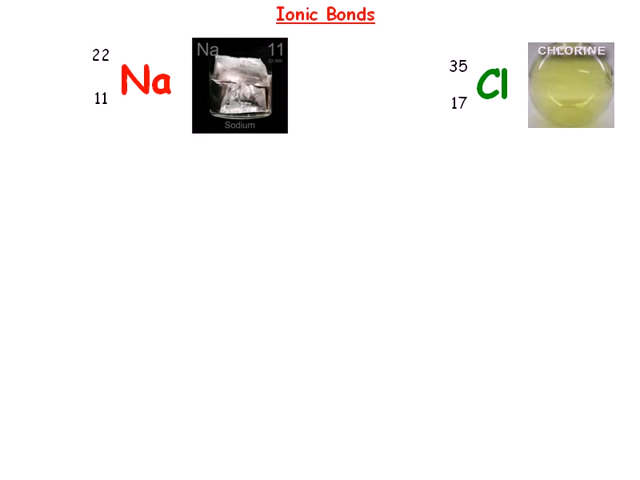 Ionic Bonds
22
11
Na
Na 11
Sodium
35
17
Cl
CHLORINE